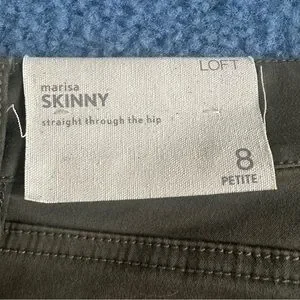 LOFT
marisa
SKINNY
straight through the hip
8
PETITE